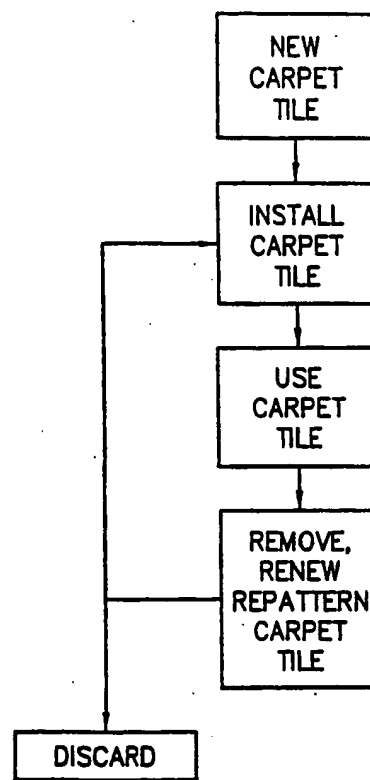 NEW
CARPET
TILE
INSTALL
CARPET
TILE
USE
CARPET
TILE
REMOVE,
RENEW
REPATTERN
CARPET
TILE
DISCARD